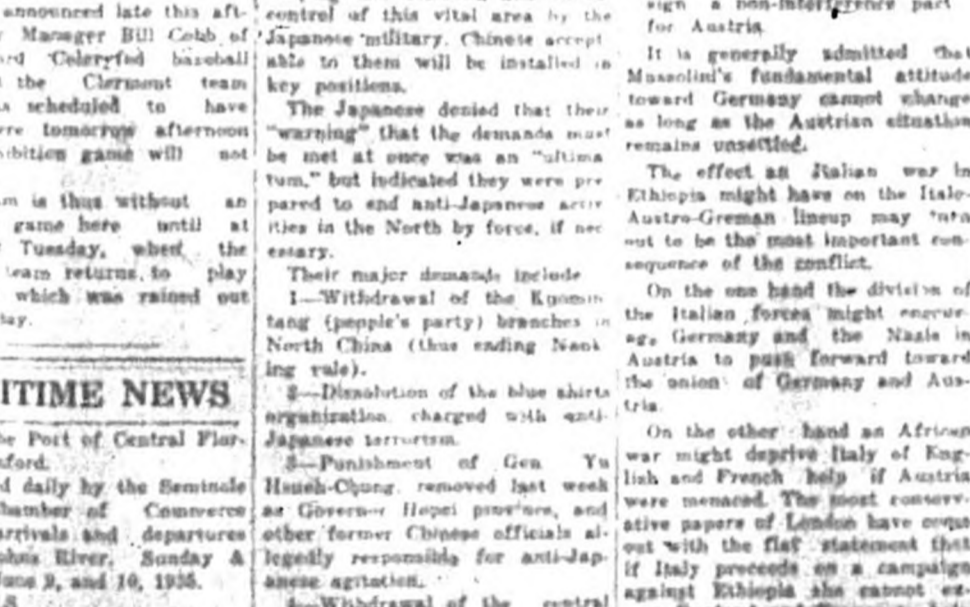 announced late this aft-
Manager Bill Cobb of
Celeryfed baseball
the Clermont team
scheduled to have
tomorrow afternoon
game will not
is thus without an
game here until at
Tuesday, when the
team returns to play
which was rained out
ITIME NEWS
Port of Central Flor-
daily by the Seminole
of Commerce
and departures
River, Sunday &
9, and 10, 1935.
control of this vital area by the
Japanese military. Chinese accept
able to them will be installed in
key positions.
The Japanese denied that their
"warning" that the demands must
be met at once was an "ultima
tum," but indicated they were pre
pared to end anti-Japanese activ
ities in the North by force, if nec
essary.
Their major demands include
1—Withdrawal of the Kuomin
tang (people's party) branches in
North China (thus ending Nank
ing rule).
2—Dissolution of the blue shirts
organization charged with anti-
Japanese terrorism.
3—Punishment of Gen Yu
Hsueh-Chung, removed last week
as Governor Hopei province, and
other former Chinese officials al-
legedly responsible for anti-Jap-
anese agitation.
4—Withdrawal of the central
sign a non-interference pact
for Austria.
It is generally admitted that
Mussolini's fundamental attitude
toward Germany cannot change
as long as the Austrian situation
remains unsettled.
The effect an Italian war in
Ethiopia might have on the Italo-
Austro-Greman lineup may turn
out to be the most important con-
sequence of the conflict.
On the one hand the division of
the Italian forces might encour-
age Germany and the Nazis in
Austria to push forward toward
the union of Germany and Aus-
tria.
On the other hand an African
war might deprive Italy of Eng-
lish and French help if Austria
were menaced. The most conserv-
ative papers of London have come
out with the flat statement that
if Italy proceeds on a campaign
against Ethiopia she cannot ex-